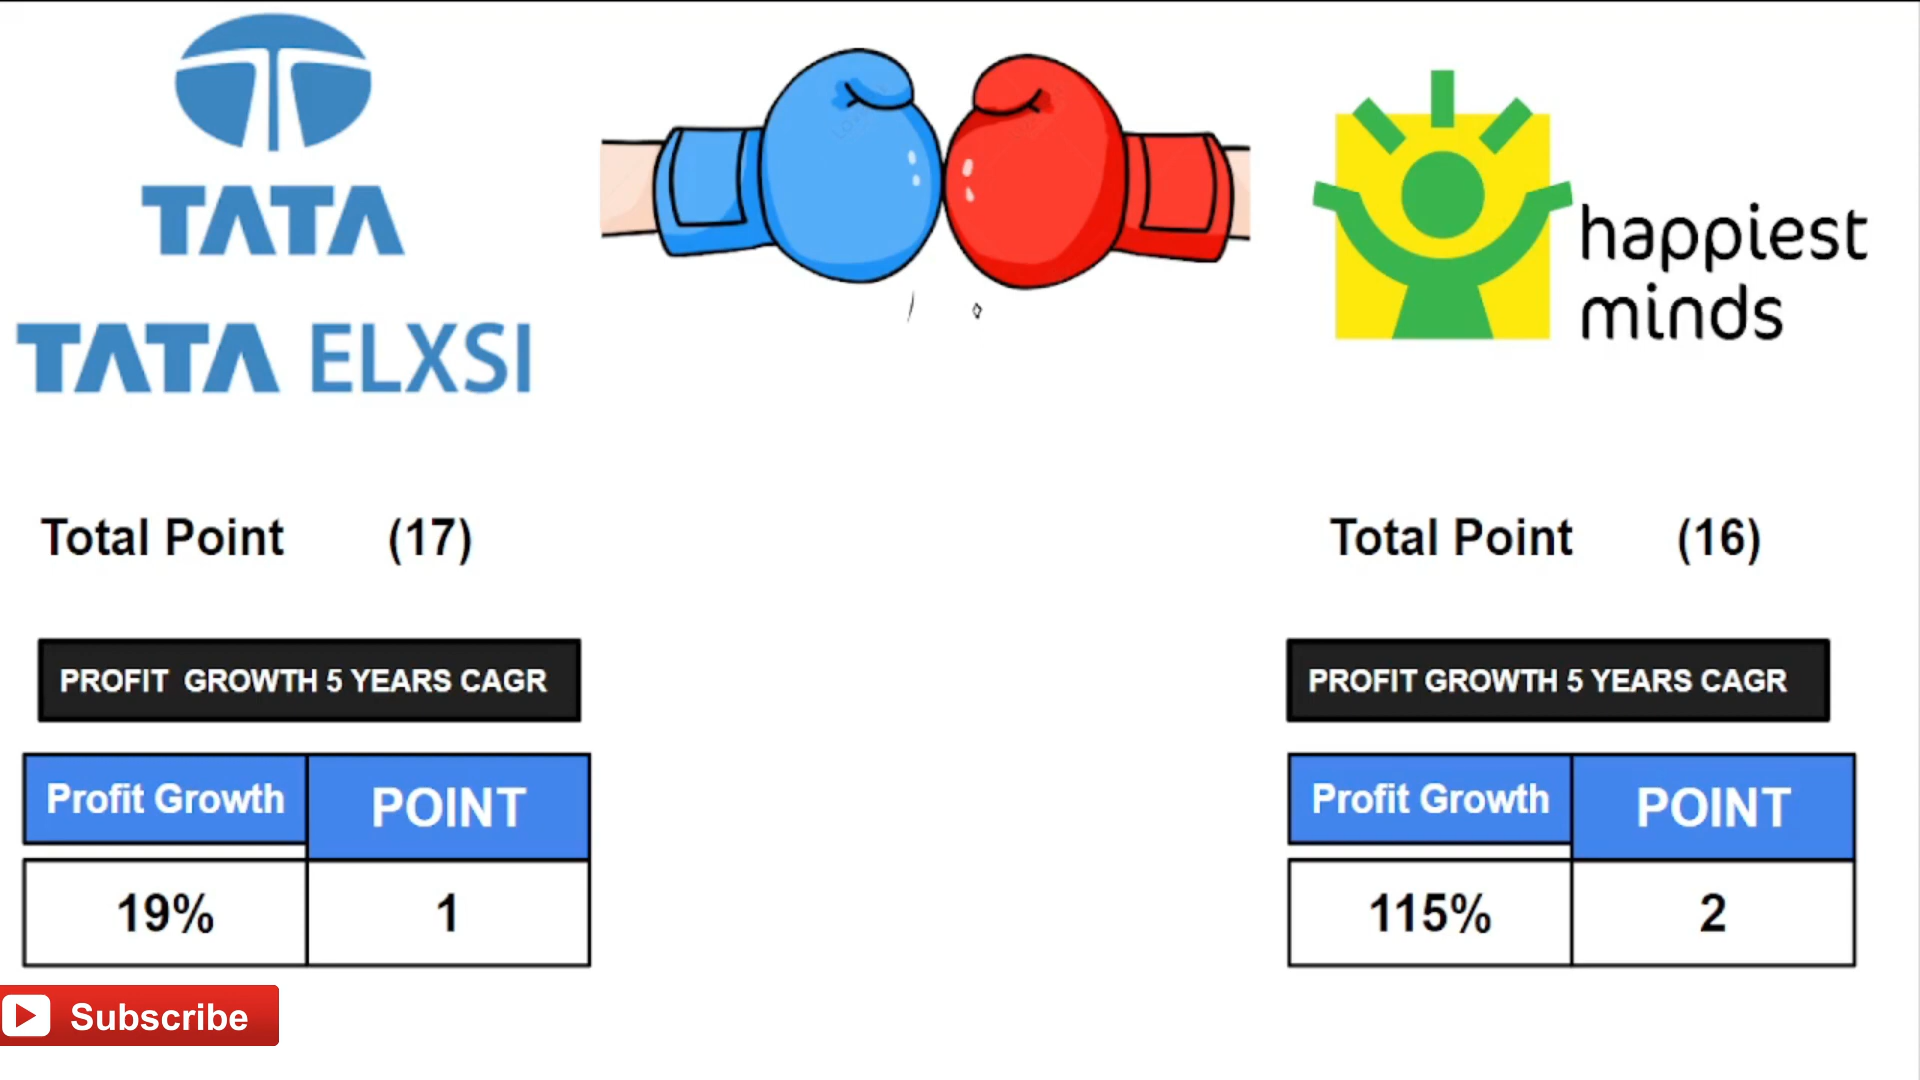 TATA
TATA ELXSI
happiest
minds
Total Point (17)
Total Point (16)
PROFIT GROWTH 5 YEARS CAGR
PROFIT GROWTH 5 YEARS CAGR
Profit Growth POINT
Profit Growth POINT
19% 1
115% 2
Subscribe